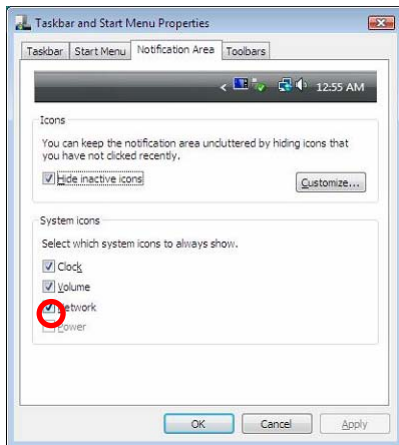 Taskbar and Start Menu Properties
Taskbar Start Menu Notification Area Toolbars
12:55 AM
Icons
You can keep the notification area uncluttered by hiding icons that
you have not clicked recently.
Hide inactive icons
Customize...
System icons
Select which system icons to always show.
Clock
Volume
Network
Power
OK Cancel Apply